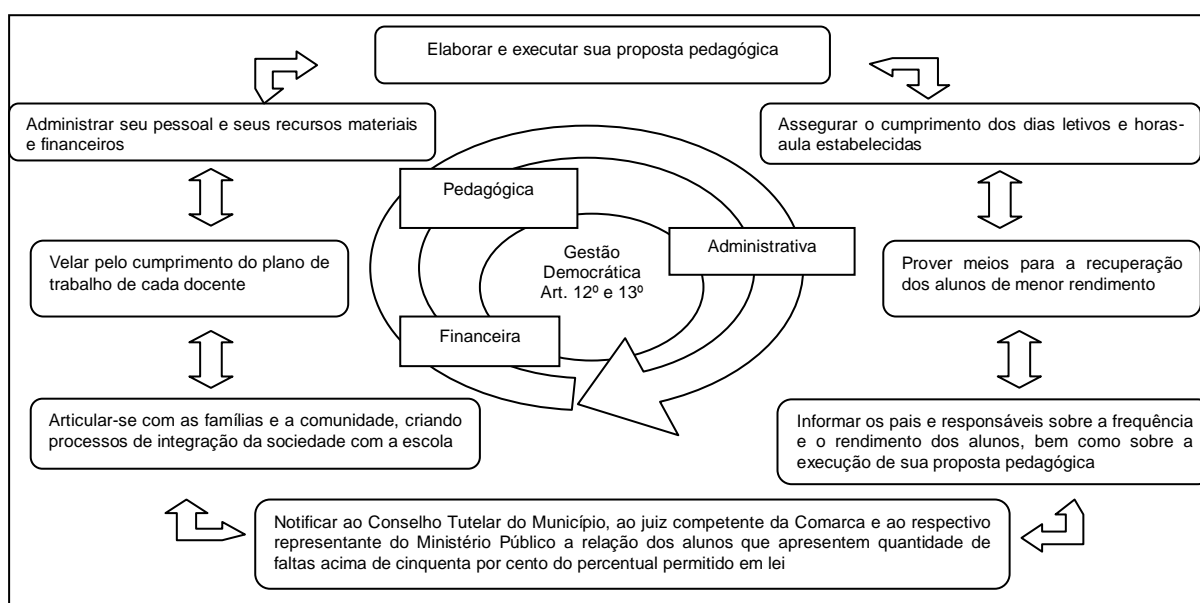 Elaborar e executar sua proposta pedagógica
Administrar seu pessoal e seus recursos materiais
e financeiros
Assegurar o cumprimento dos dias letivos e horas-
aula estabelecidas
Pedagógica
Administrativa
Gestão
Democrática
Art. 12º e 13º
Financeira
Velar pelo cumprimento do plano de
trabalho de cada docente
Prover meios para a recuperação
dos alunos de menor rendimento
Articular-se com as famílias e a comunidade, criando
processos de integração da sociedade com a escola
Informar os pais e responsáveis sobre a frequência
e o rendimento dos alunos, bem como sobre a
execução de sua proposta pedagógica
Notificar ao Conselho Tutelar do Município, ao juiz competente da Comarca e ao respectivo
representante do Ministério Público a relação dos alunos que apresentem quantidade de
faltas acima de cinquenta por cento do percentual permitido em lei